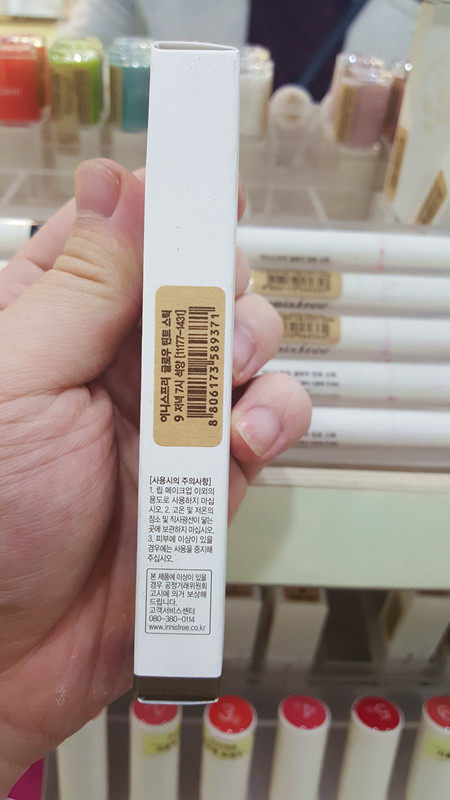 이니스프리 글로우 틴트 스틱
9 저녁 7시 석양 [11177-1431]
8 806173 589371
[사용시의 주의사항]
1. 립 메이크업 이외의
용도로 사용하지 마십
시오. 2. 고온 및 저온의
장소 및 직사광선이 닿는
곳에 보관하지 마십시오.
3. 피부에 이상이 있을
경우에는 사용을 중지해
주십시오.
본 제품에 이상이 있을
경우 공정거래위원회
고시에 의거 보상해
드립니다.
고객서비스센터
080-380-0114
www.innisfree.co.kr
3
4
5